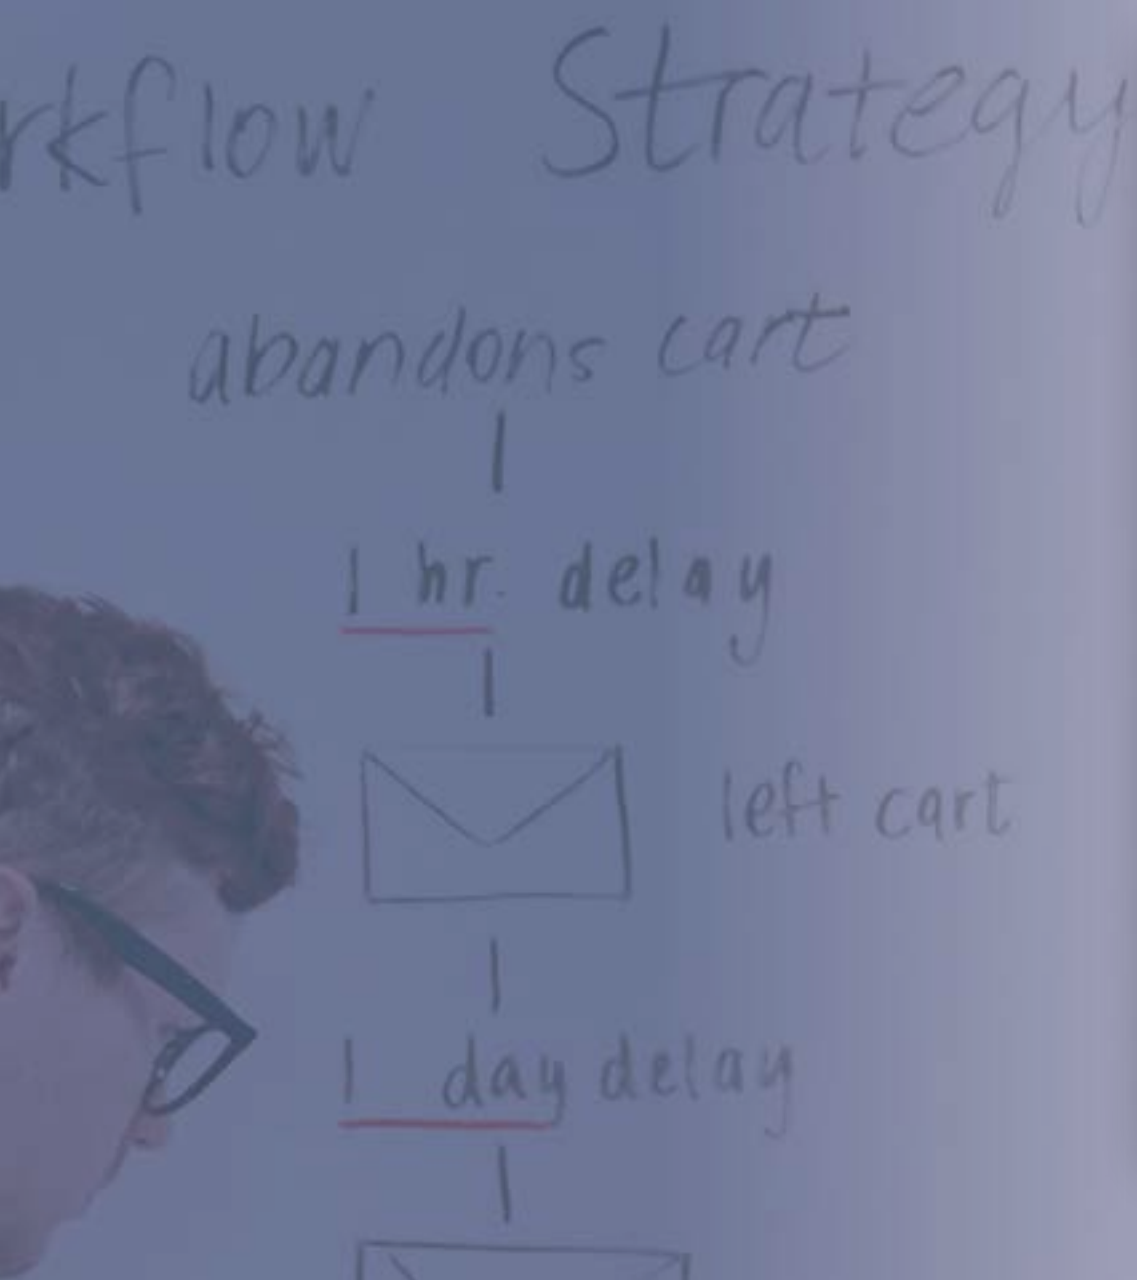 rkflow Strategy
abandons cart
1 hr. delay
left cart
1 day delay